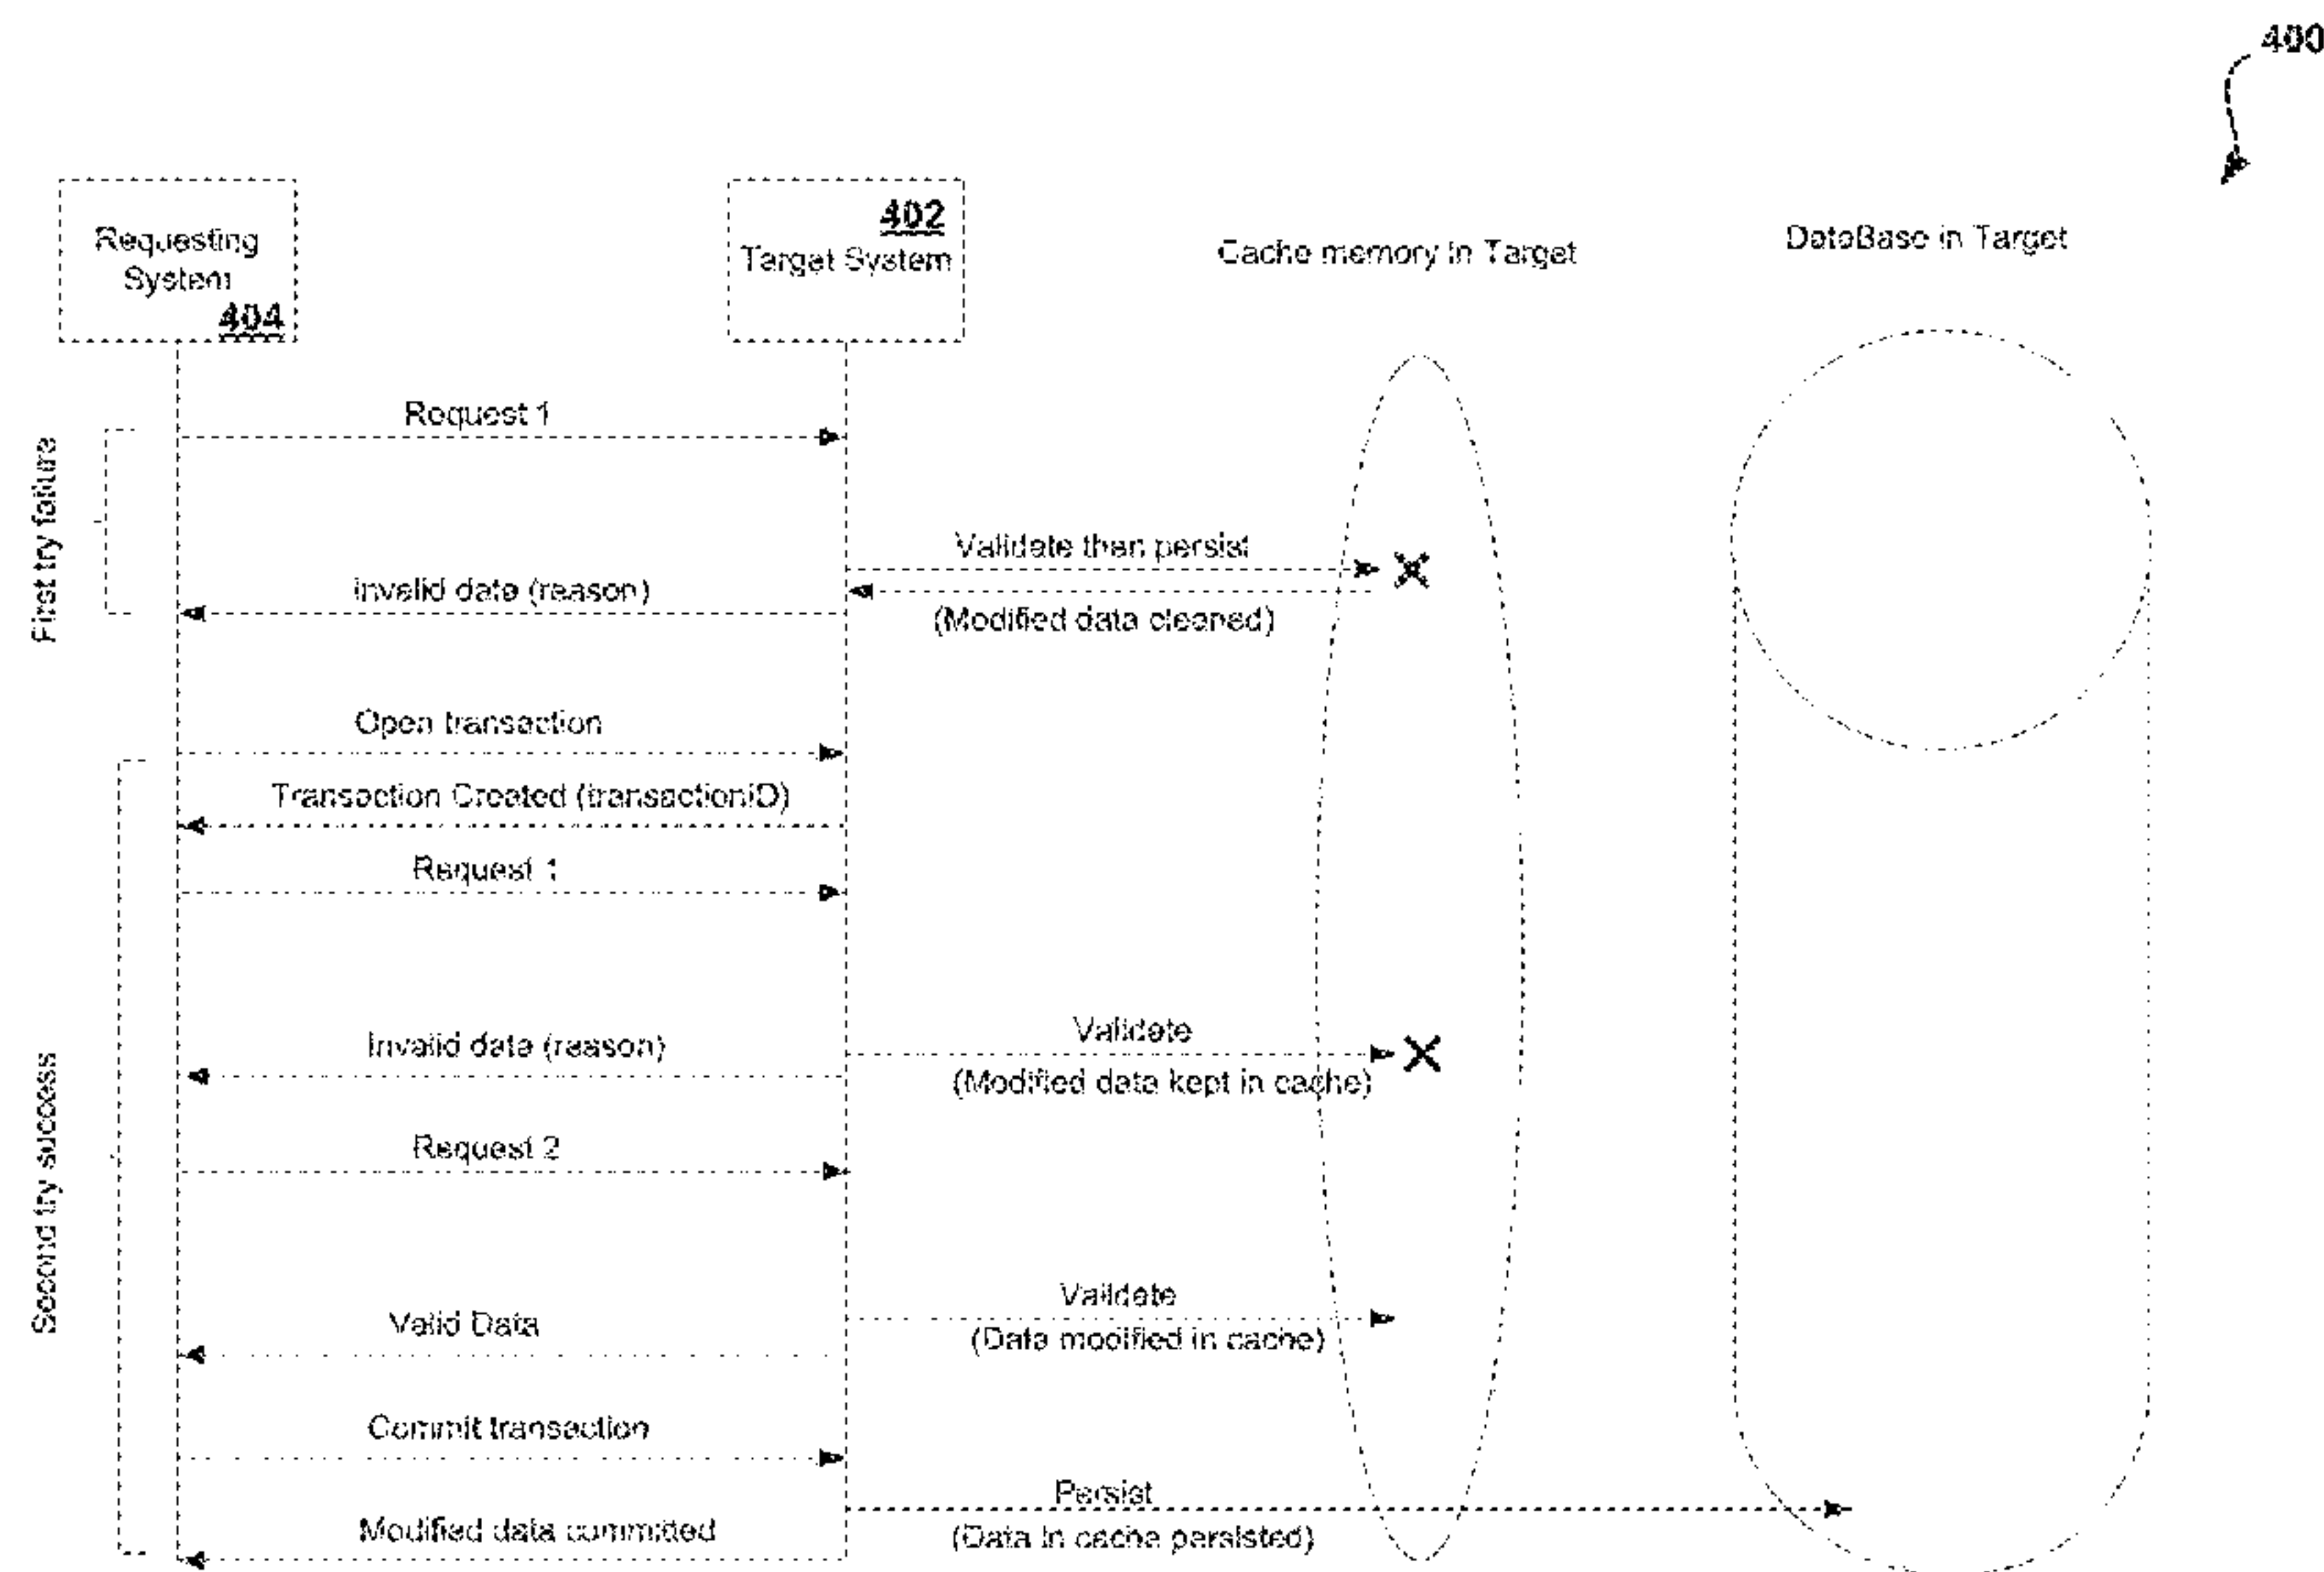 400
Requesting
System
404
402
Target System
Cache memory in Target
DataBase in Target
First try failure
Request 1
Validate then persist
Invalid data (reason)
(Modified data cleaned)
Open transaction
Transaction Created (transactionID)
Request 1
Second try success
Invalid data (reason)
Validate
(Modified data kept in cache)
Request 2
Validate
Valid Data
(Data modified in cache)
Commit transaction
Persist
Modified data committed
(Data in cache persisted)